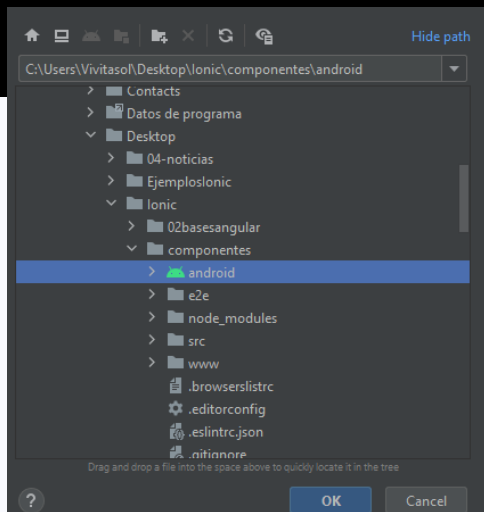 Hide path
C:\Users\Vivitasol\Desktop\Ionic\componentes\android
Contacts
Datos de programa
Desktop
04-noticias
EjemplosIonic
Ionic
02basesangular
componentes
android
e2e
node_modules
src
www
.browserslistrc
.editorconfig
.eslintrc.json
.gitignore
Drag and drop a file into the space above to quickly locate it in the tree
?
OK Cancel